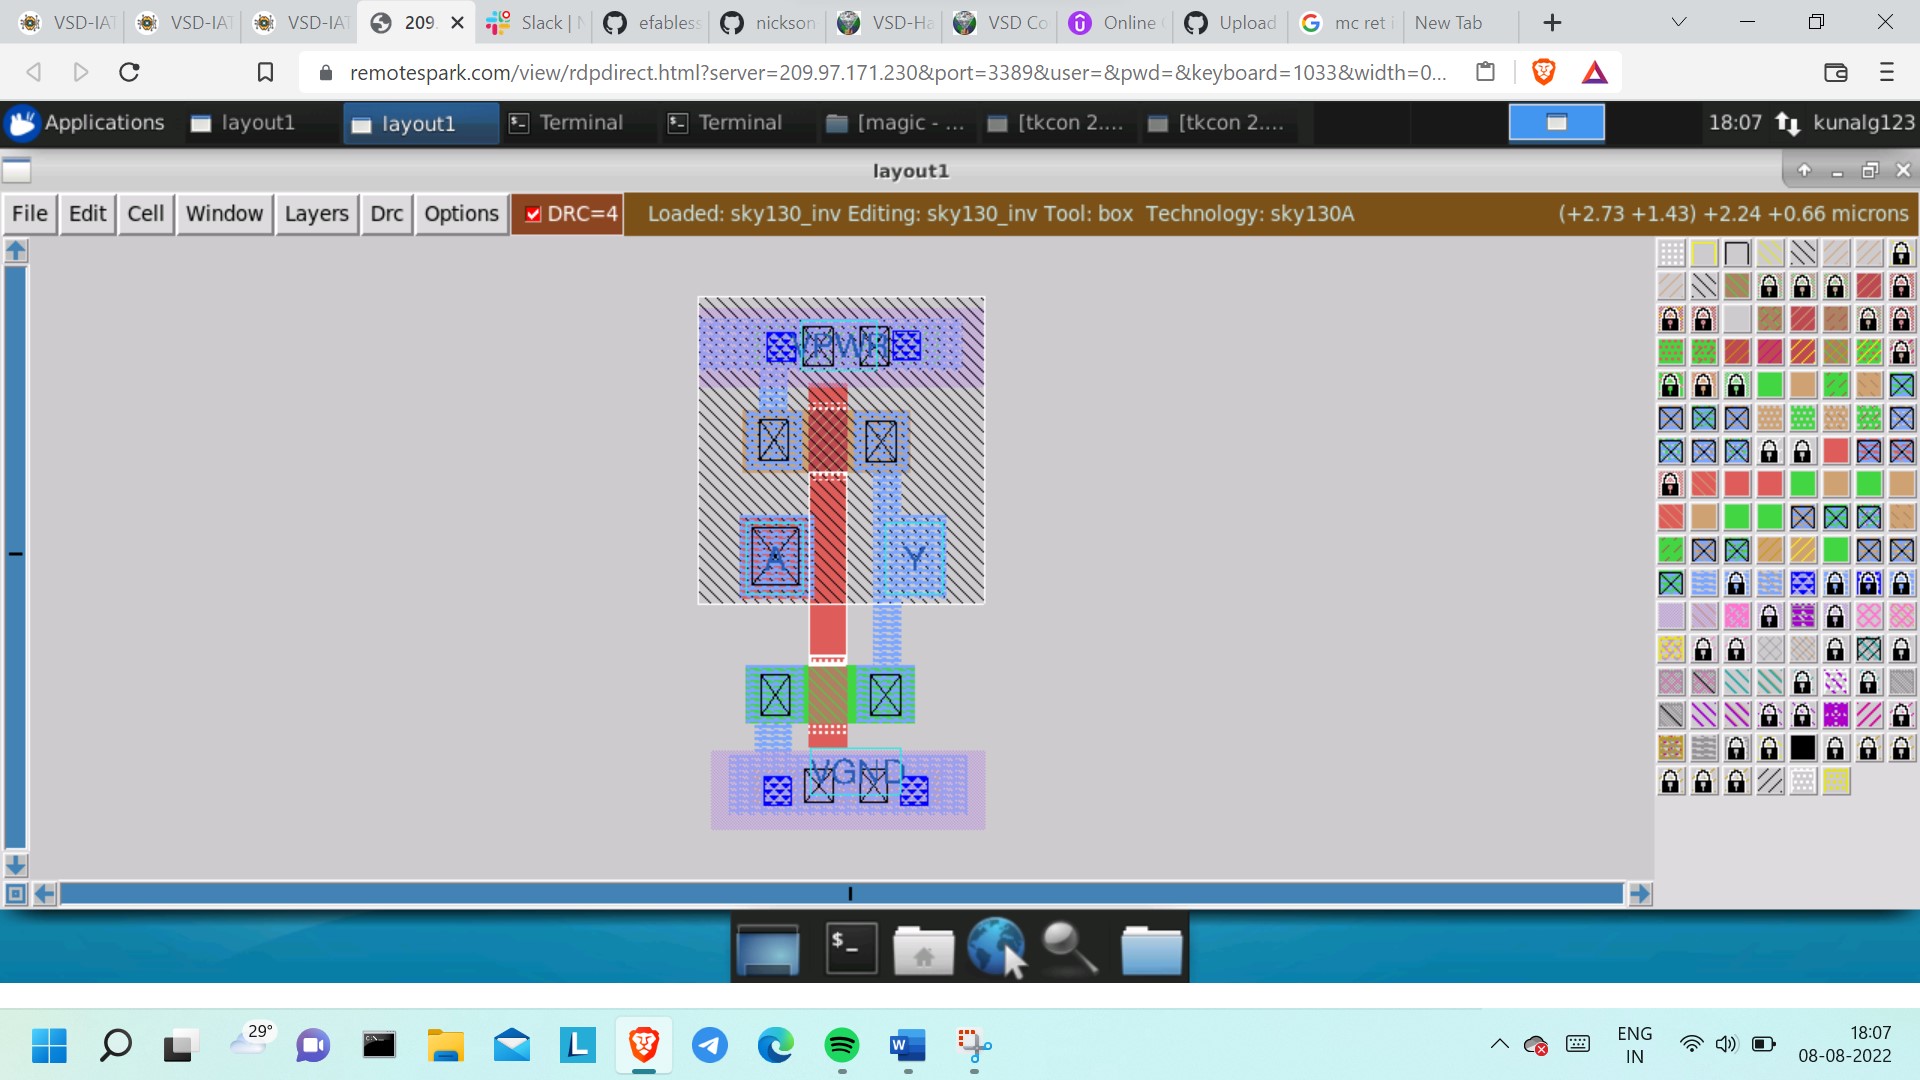 VSD-IAT
VSD-IAT
VSD-IAT
209.
Slack | N
efabless
nickson
VSD-Ha
VSD Co
Online
Upload
mc ret i
New Tab
remotespark.com/view/rdpdirect.html?server=209.97.171.230&port=3389&user=&pwd=&keyboard=1033&width=0...
Applications
layout1
layout1
Terminal
Terminal
[magic - ...
[tkcon 2....
[tkcon 2....
18:07
kunalg123
layout1
File
Edit
Cell
Window
Layers
Drc
Options
DRC=4
Loaded: sky130_inv Editing: sky130_inv Tool: box Technology: sky130A
(+2.73 +1.43) +2.24 +0.66 microns
VPWR
A
Y
VGND
$_
29°
L
W
ENG
IN
18:07
08-08-2022